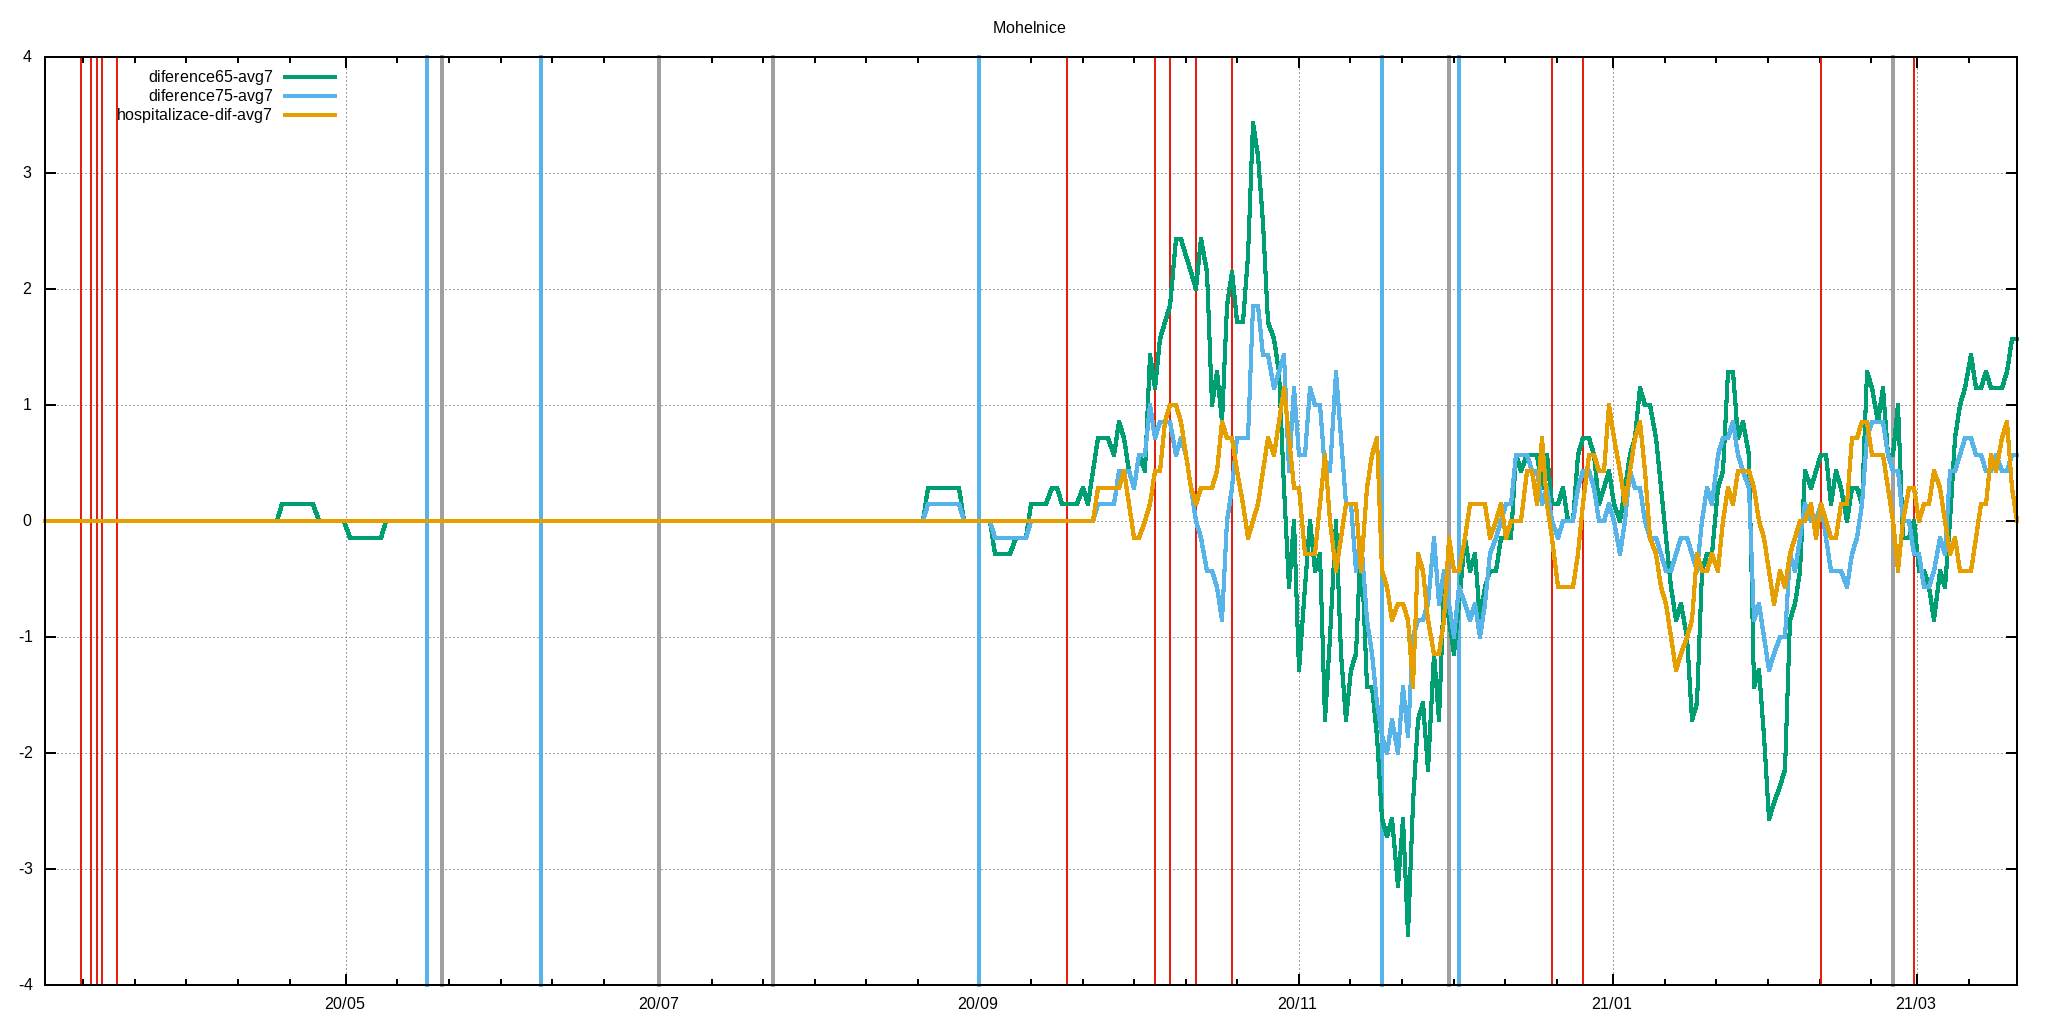 Mohelnice
4
diference65-avg7
diference75-avg7
hospitalizace-dif-avg7
3
2
1
0
-1
-2
-3
-4
20/05 20/07 20/09 20/11 21/01 21/03